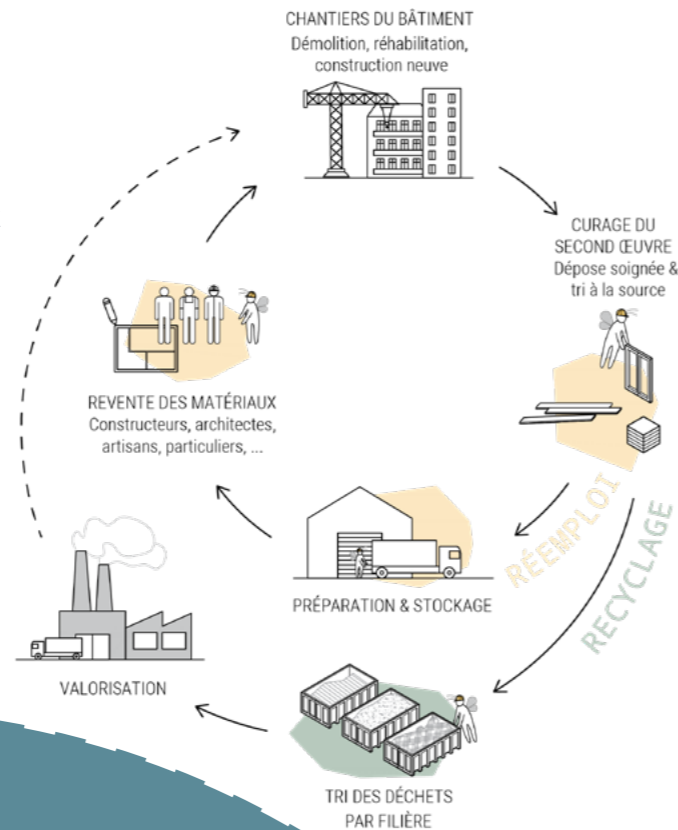 CHANTIERS DU BÂTIMENT
Démolition, réhabilitation,
construction neuve
CURAGE DU
SECOND ŒUVRE
Dépose soignée &
tri à la source
REVENTE DES MATÉRIAUX
Constructeurs, architectes,
artisans, particuliers, ...
RÉEMPLOI
RECYCLAGE
PRÉPARATION & STOCKAGE
VALORISATION
TRI DES DÉCHETS
PAR FILIÈRE